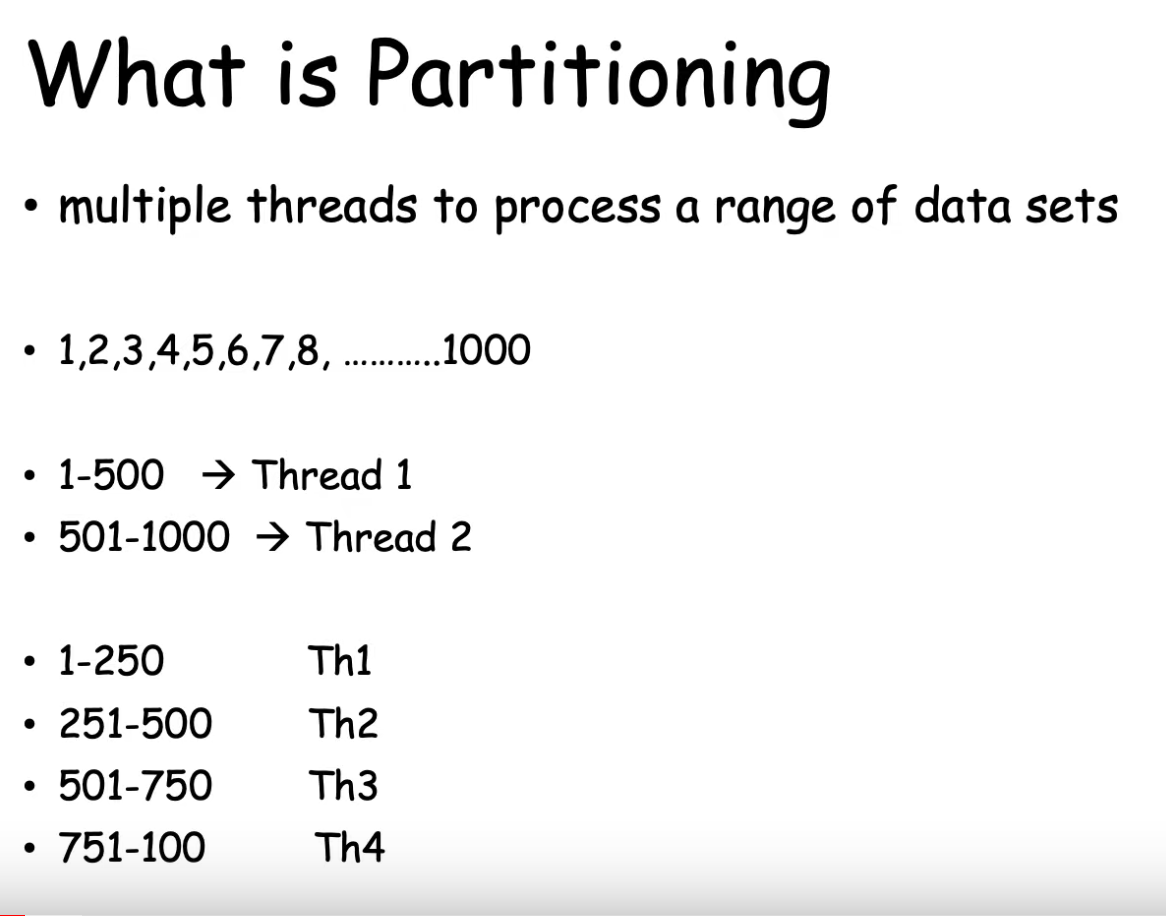 What is Partitioning
• multiple threads to process a range of data sets
• 1,2,3,4,5,6,7,8, ………..1000
• 1-500 → Thread 1
• 501-1000 → Thread 2
• 1-250 Th1
• 251-500 Th2
• 501-750 Th3
• 751-100 Th4